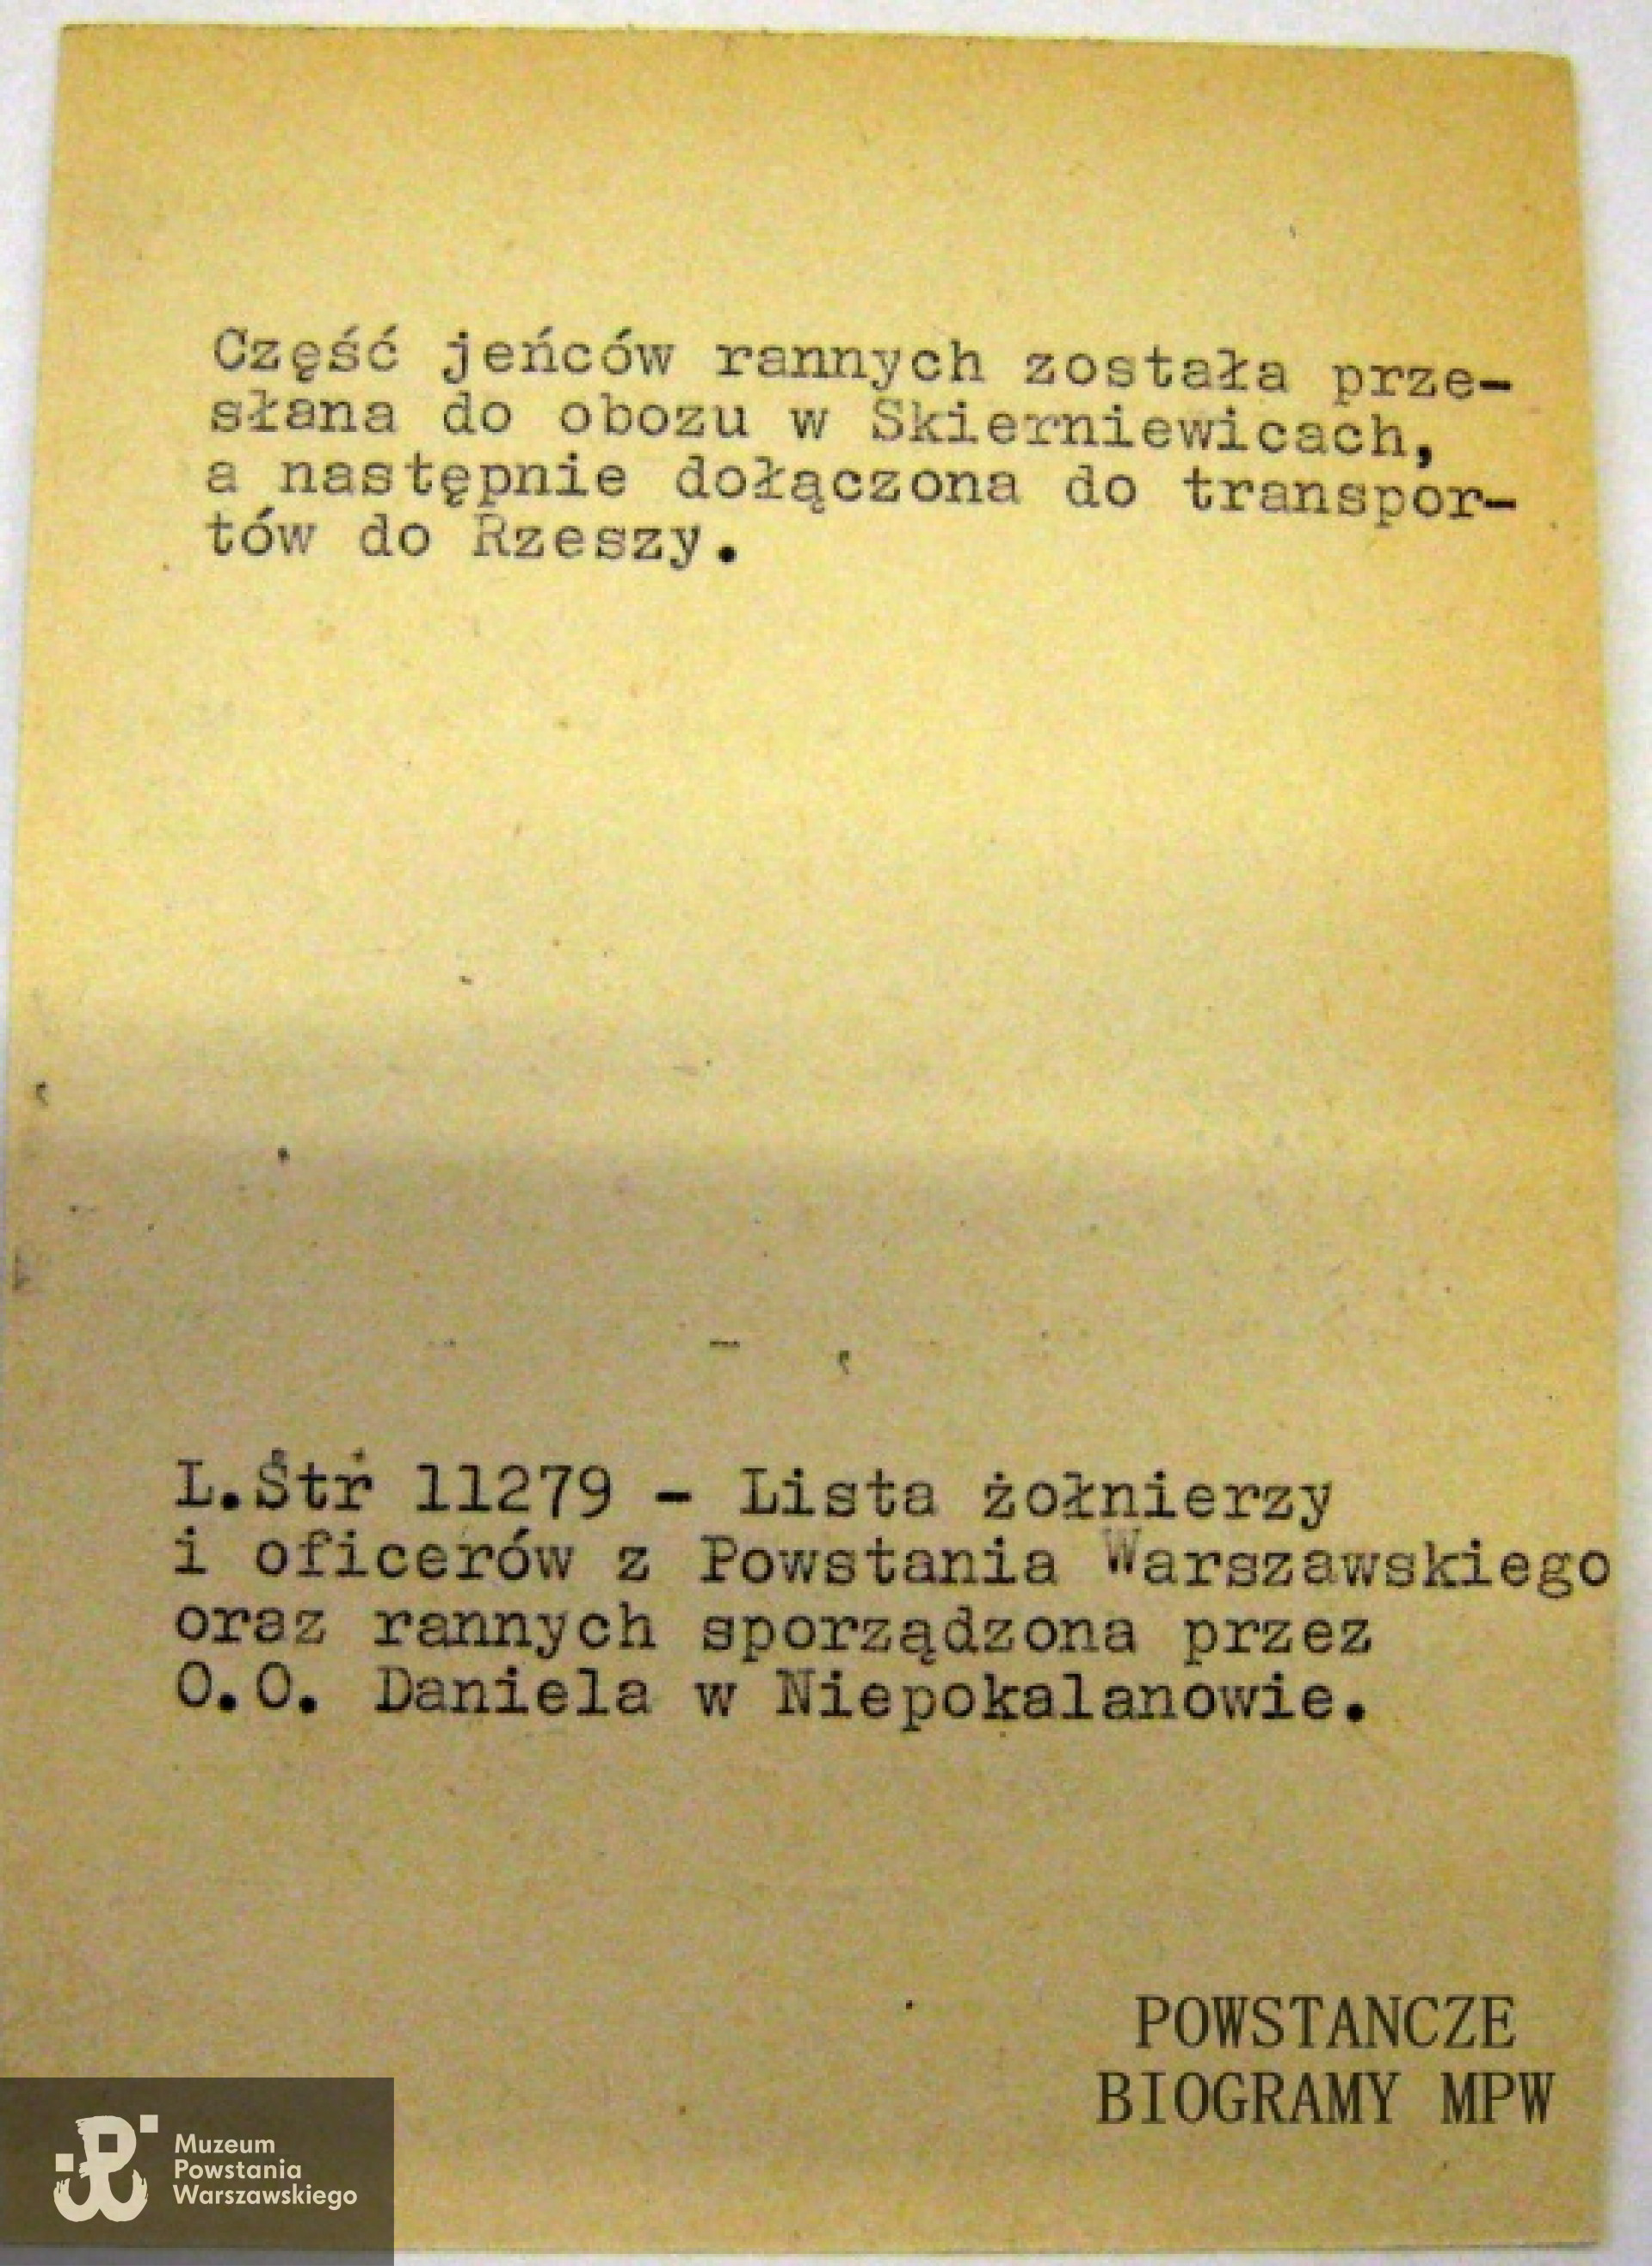 Część jeńców rannych została prze-
słana do obozu w Skierniewicach,
a następnie dołączona do transpor-
tów do Rzeszy.
L.Str 11279 - Lista żołnierzy
i oficerów z Powstania Warszawskiego
oraz rannych sporządzona przez
O.O. Daniela w Niepokalanowie.
POWSTANCZE
BIOGRAMY MPW
Muzeum
Powstania
Warszawskiego